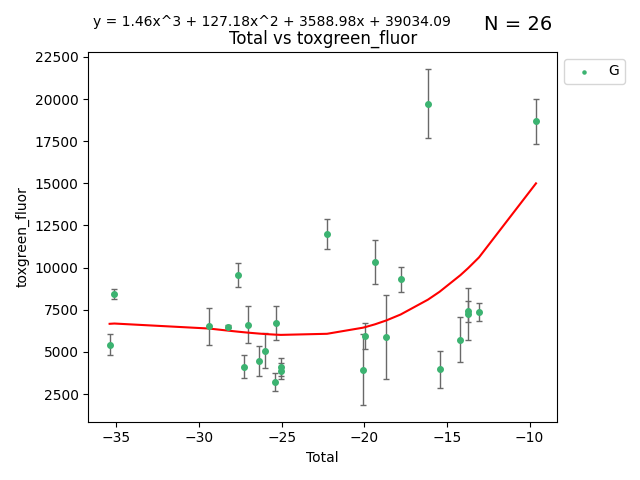 y = 1.46x^3 + 127.18x^2 + 3588.98x + 39034.09
N = 26
Total vs toxgreen_fluor
G
22500
20000
17500
15000
12500
10000
7500
5000
2500
toxgreen_fluor
−35
−30
−25
−20
−15
−10
Total